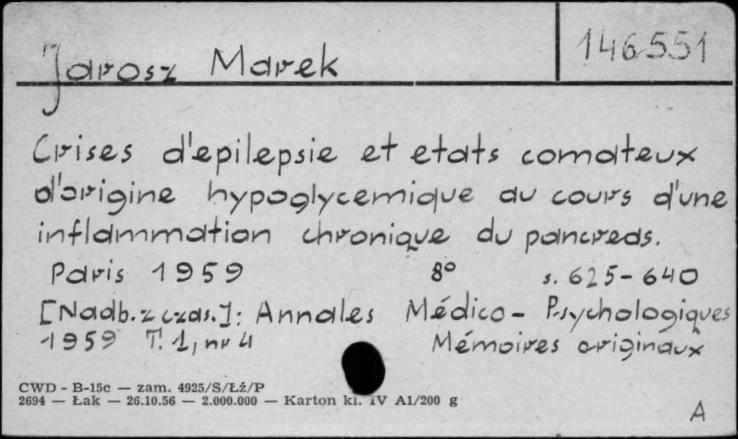 Jarosz Marek
146551
Crises d'epilepsie et etats comateux
d'origine hypoglycemique au cours d'une
inflammation chronique du pancreas.
Paris 1959 8° s. 625-640
[Nadb. z czas.]: Annales Médico-Psychologiques
1959 T. 1, nr 4 Mémoires originaux
CWD - B-15c — zam. 4925/S/Łź/P
2694 — Łak — 26.10.56 — 2.000.000 — Karton kl. IV A1/200 g
A